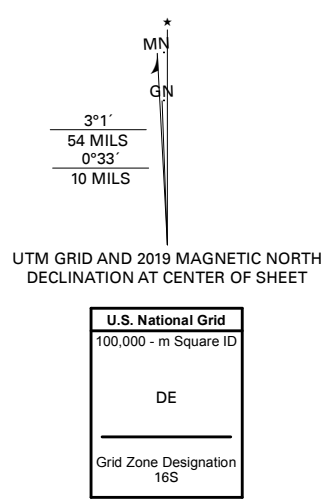 ★
MN
GN
3°1´
54 MILS
0°33´
10 MILS
UTM GRID AND 2019 MAGNETIC NORTH
DECLINATION AT CENTER OF SHEET
U.S. National Grid
100,000 - m Square ID
DE
Grid Zone Designation
16S